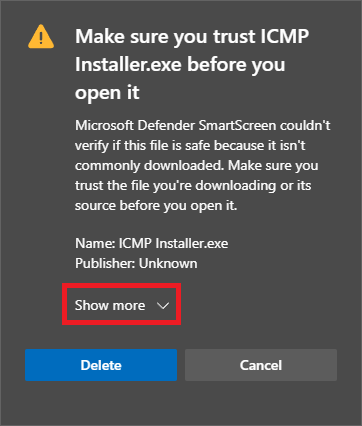 Make sure you trust ICMP
Installer.exe before you
open it
Microsoft Defender SmartScreen couldn't
verify if this file is safe because it isn't
commonly downloaded. Make sure you
trust the file you're downloading or its
source before you open it.
Name: ICMP Installer.exe
Publisher: Unknown
Show more
Delete
Cancel